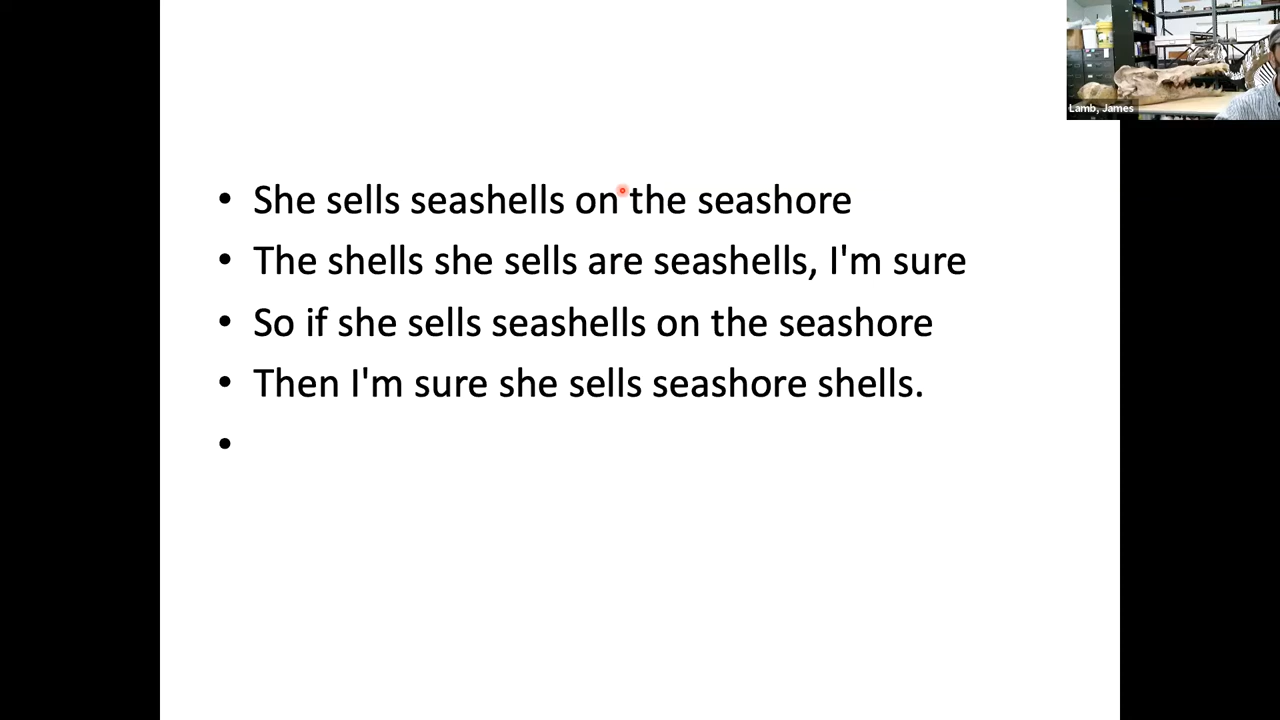 Lamb, James
• She sells seashells on the seashore
• The shells she sells are seashells, I'm sure
• So if she sells seashells on the seashore
• Then I'm sure she sells seashore shells.
•